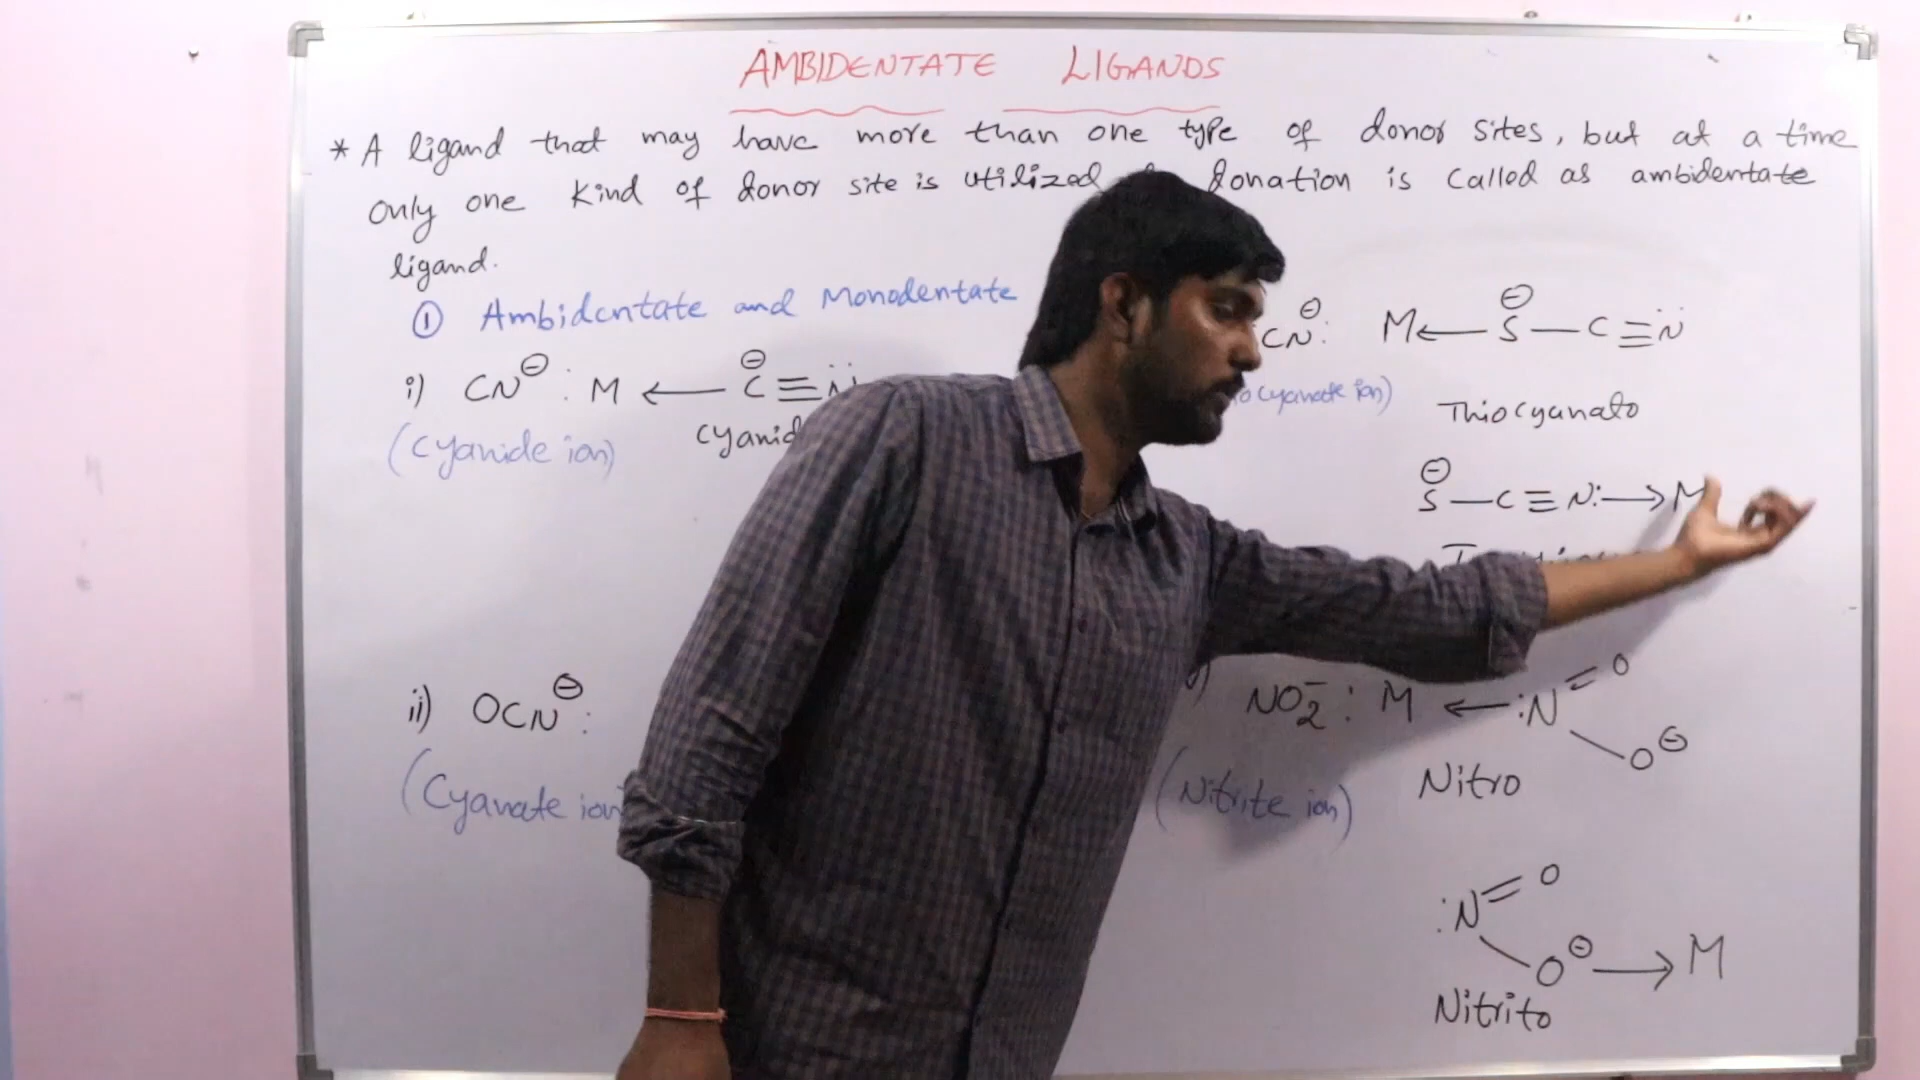 AMBIDENTATE LIGANDS
* A ligand that may have more than one type of donor sites, but at a time
only one kind of donor site is utilized donation is called as ambidentate
ligand.
① Ambidentate and Monodentate
i) CN⊖ : M ← C⊖ ≡ N
(Cyanide ion)
ii) OCN⊖ :
(Cyanate ion
CN⊖ : M ← S⊖ — C ≡ N̈
ocyanate ion)
Thiocyanato
S⊖ — C ≡ N: → M
NO₂⁻ : M ← :N = O
O⊖
(Nitrite ion)
Nitro
:N = O
O⊖ → M
Nitrito